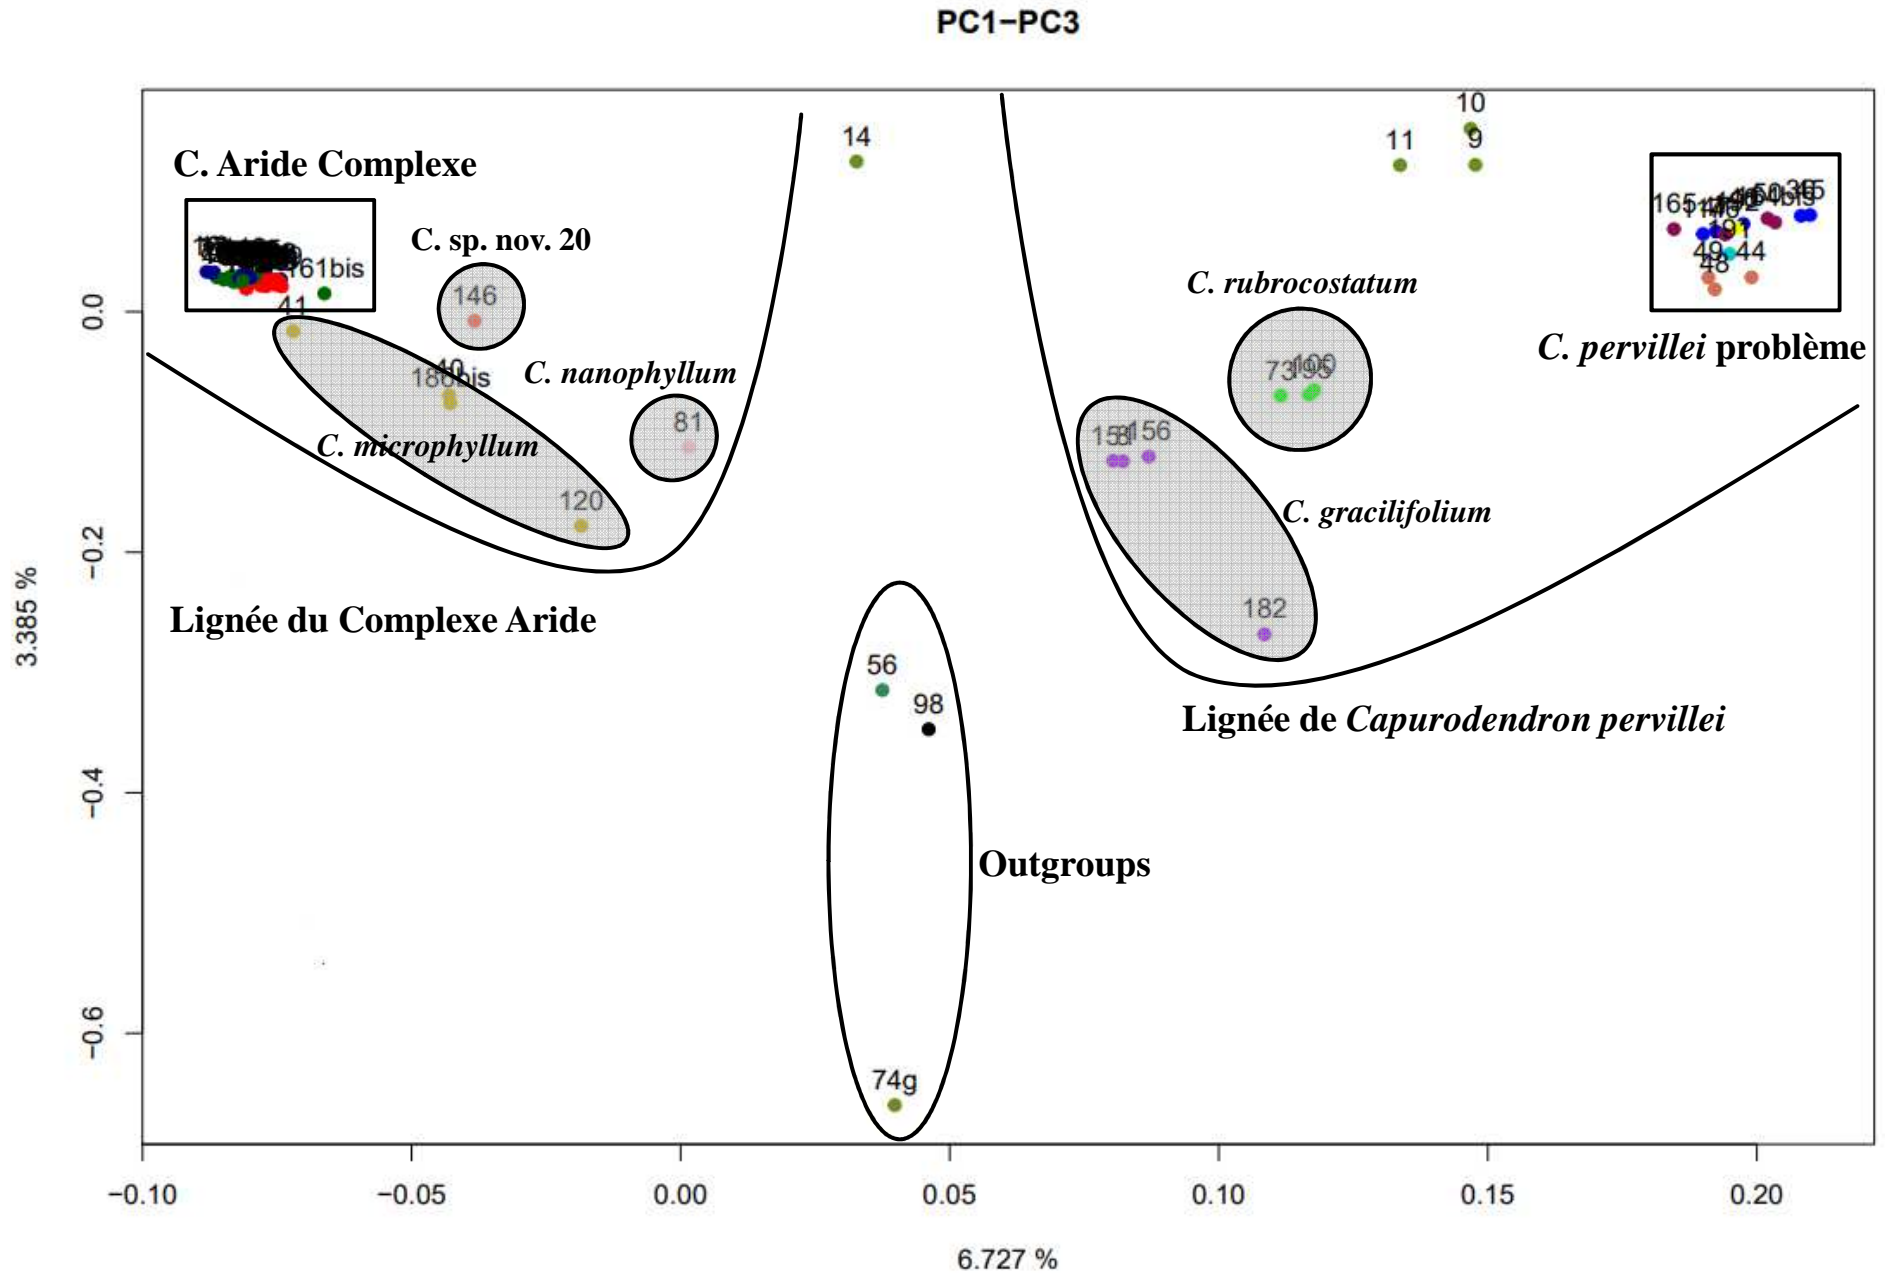 PC1−PC3
10
14
11
9
C. Aride Complexe
C. sp. nov. 20
161bis
146
41
C. rubrocostatum
165
44
49
48
C. pervillei problème
C. nanophyllum
186bis
40
73
100
81
156
C. microphyllum
120
C. gracilifolium
182
Lignée du Complexe Aride
56
98
Lignée de Capurodendron pervillei
Outgroups
74g
0.0
−0.2
−0.4
−0.6
3.385 %
−0.10
−0.05
0.00
0.05
0.10
0.15
0.20
6.727 %